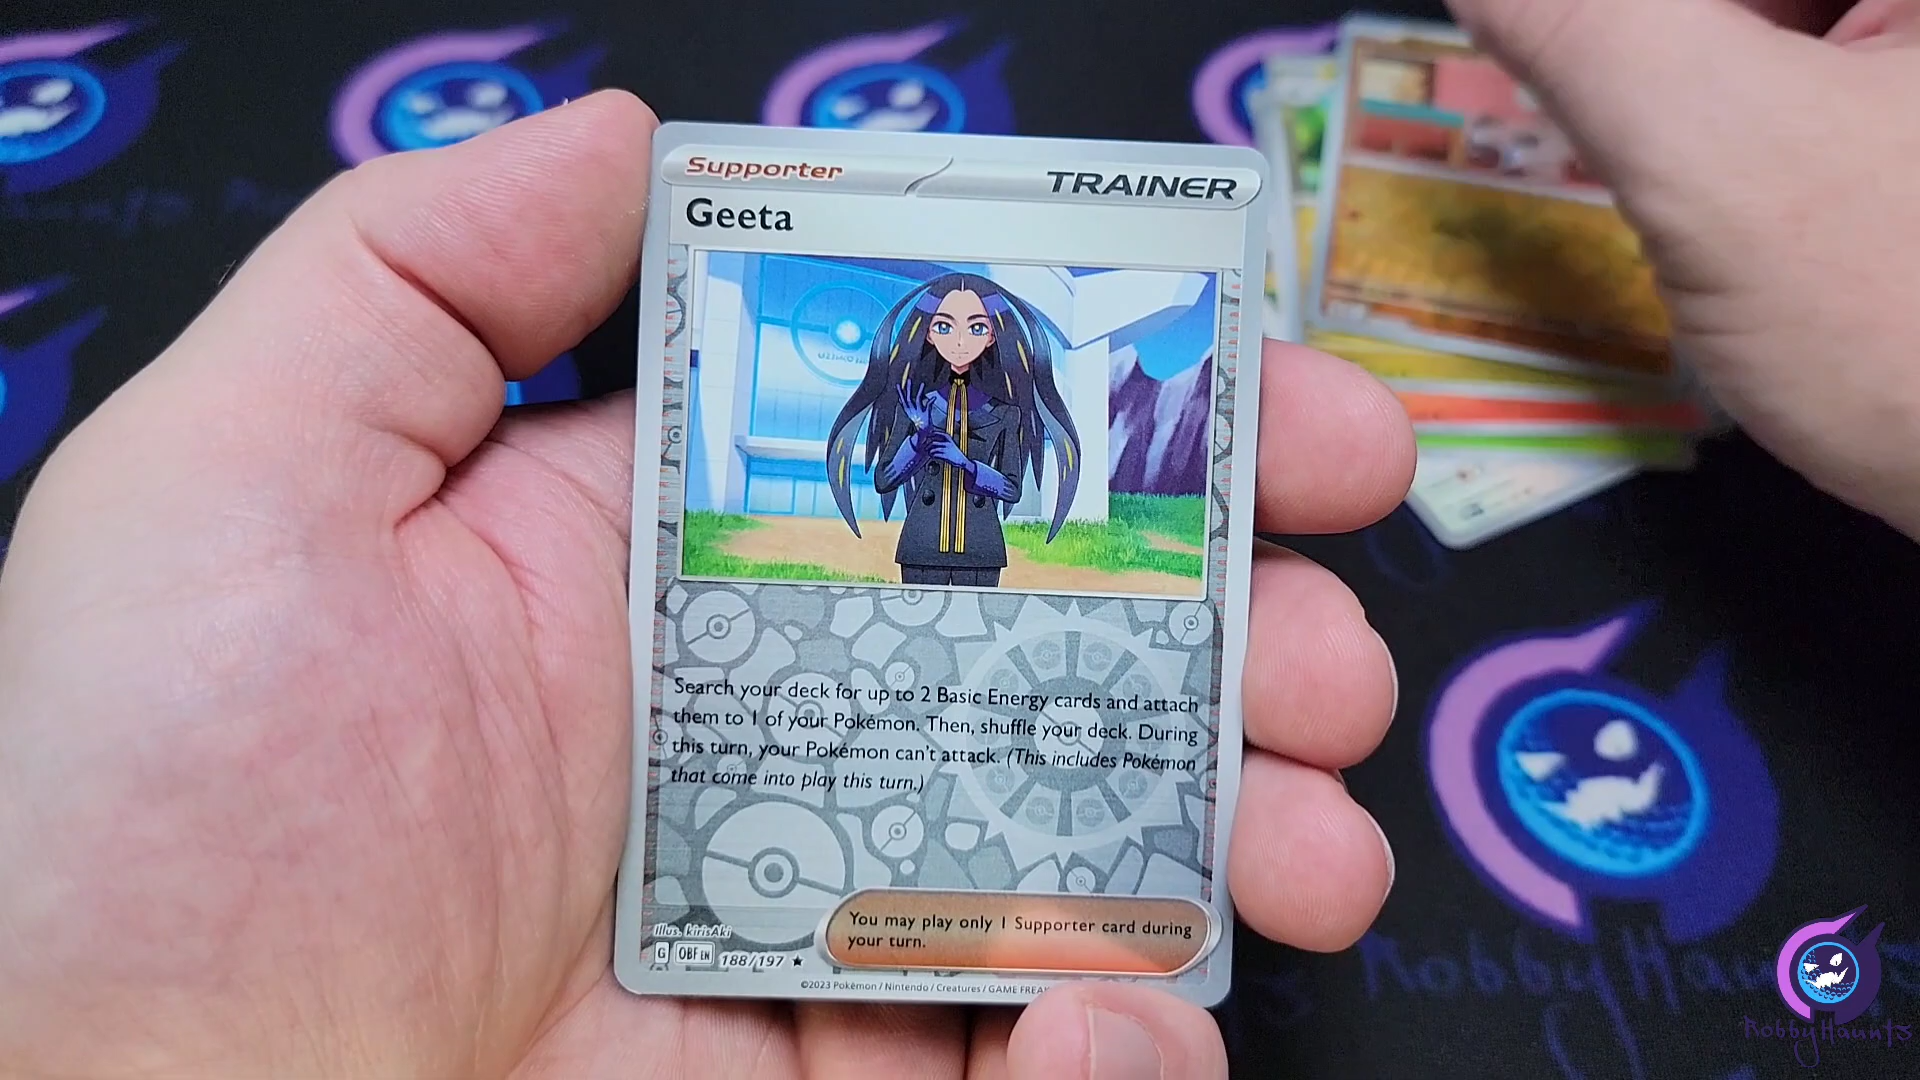 Supporter
TRAINER
Geeta
Search your deck for up to 2 Basic Energy cards and attach
them to 1 of your Pokémon. Then, shuffle your deck. During
this turn, your Pokémon can't attack. (This includes Pokémon
that come into play this turn.)
You may play only 1 Supporter card during
your turn.
Illus. kirisAki
G OBF EN 188/197
©2023 Pokémon / Nintendo / Creatures / GAME FREAK
RobbyHaunts
RobbyHaunts